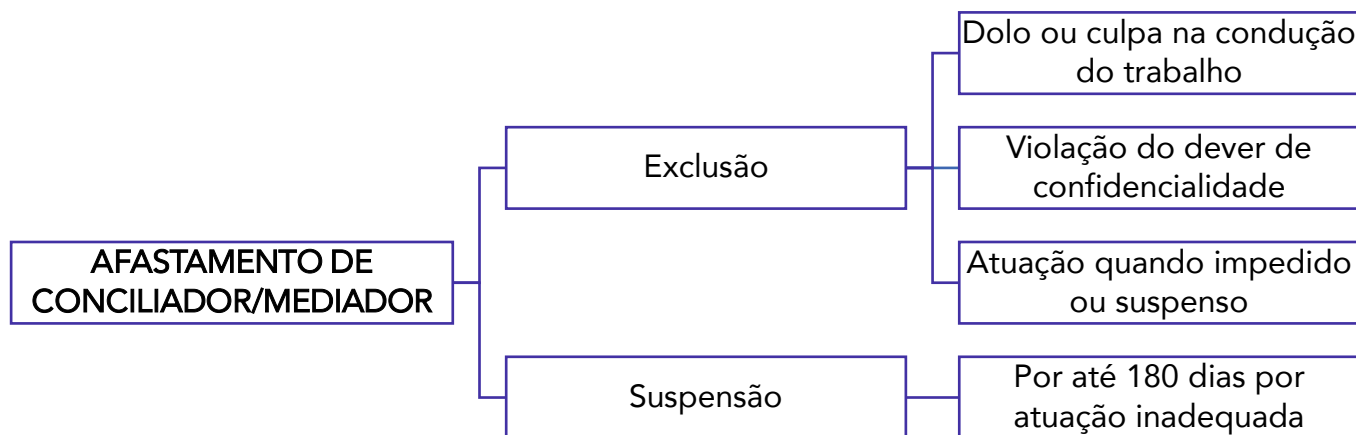 AFASTAMENTO DE
CONCILIADOR/MEDIADOR
Exclusão
Dolo ou culpa na condução
do trabalho
Violação do dever de
confidencialidade
Atuação quando impedido
ou suspenso
Suspensão
Por até 180 dias por
atuação inadequada